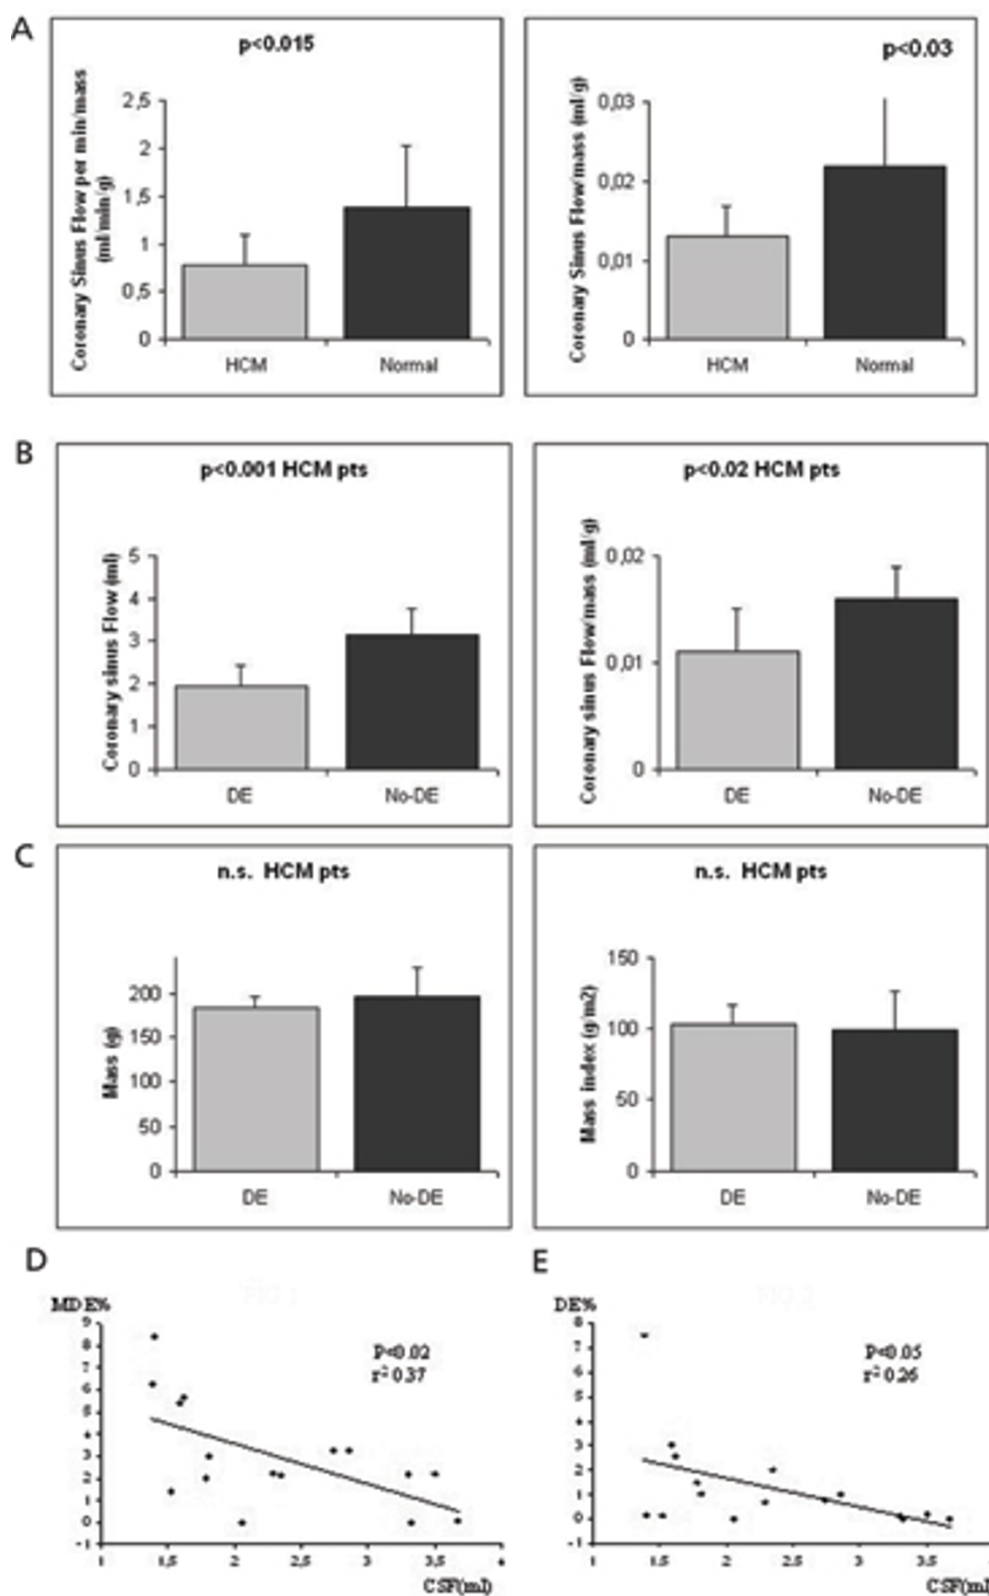 A
p<0.015
Coronary Sinus Flow per min/mass
(ml/min/g)
2,5
2
1,5
1
0,5
0
HCM
Normal
p<0.03
Coronary Sinus Flow/mass (ml/g)
0,03
0,02
0,01
0
HCM
Normal
B
p<0.001 HCM pts
Coronary sinus Flow (ml)
5
4
3
2
1
0
DE
No-DE
p<0.02 HCM pts
Coronary sinus Flow/mass (ml/g)
0,02
0,01
0
DE
No-DE
C
n.s. HCM pts
Mass (g)
200
150
100
50
0
DE
No-DE
n.s. HCM pts
Mass index (g/m2)
150
100
50
0
DE
No-DE
D
MDE%
9
8
7
6
5
4
3
2
1
0
-1
P<0.02
r² 0.37
1
1,5
2
2,5
3
3,5
4
CSF(ml)
E
DE%
8
7
6
5
4
3
2
1
0
-1
P<0.05
r² 0.26
1
1,5
2
2,5
3
3,5
CSF(ml